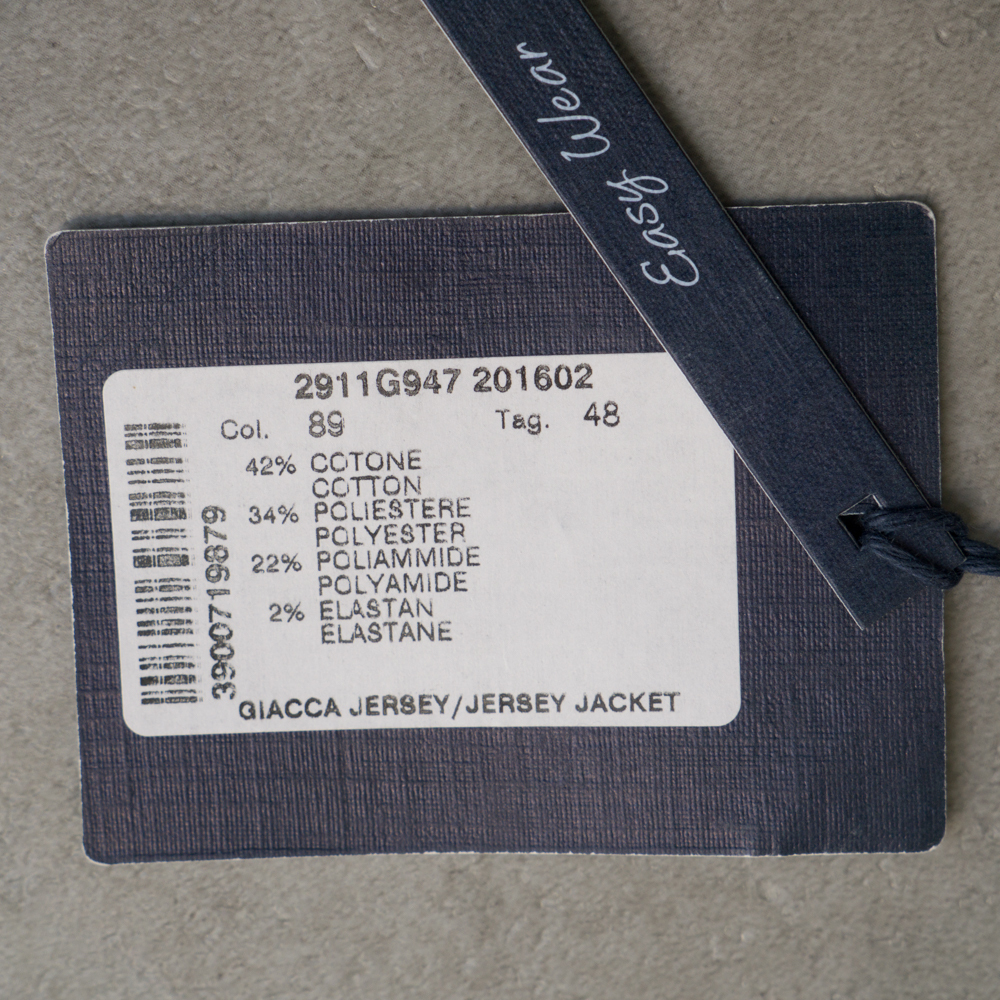 Easy Wear
2911G947 201602
Col. 89 Tag. 48
42% COTONE
COTTON
34% POLIESTERE
POLYESTER
22% POLIAMMIDE
POLYAMIDE
2% ELASTAN
ELASTANE
3900719879
GIACCA JERSEY/JERSEY JACKET